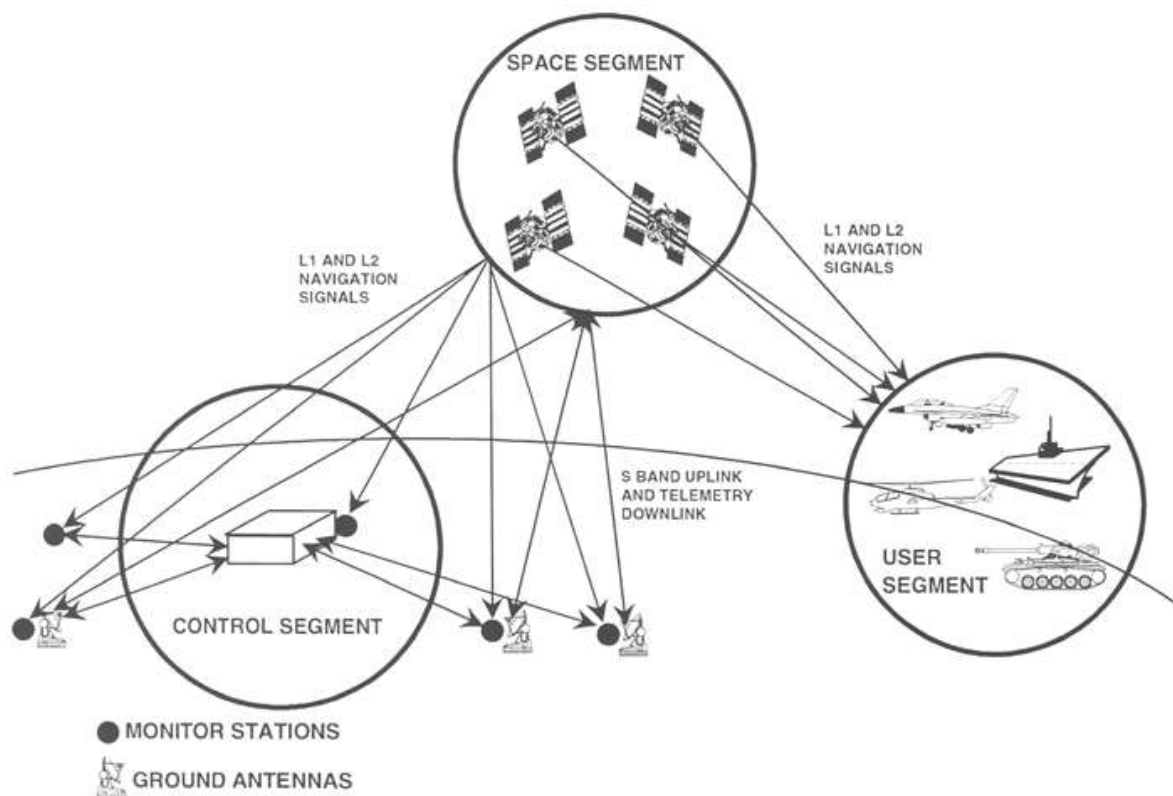 SPACE SEGMENT
L1 AND L2
NAVIGATION
SIGNALS
L1 AND L2
NAVIGATION
SIGNALS
S BAND UPLINK
AND TELEMETRY
DOWNLINK
USER
SEGMENT
CONTROL SEGMENT
MONITOR STATIONS
GROUND ANTENNAS